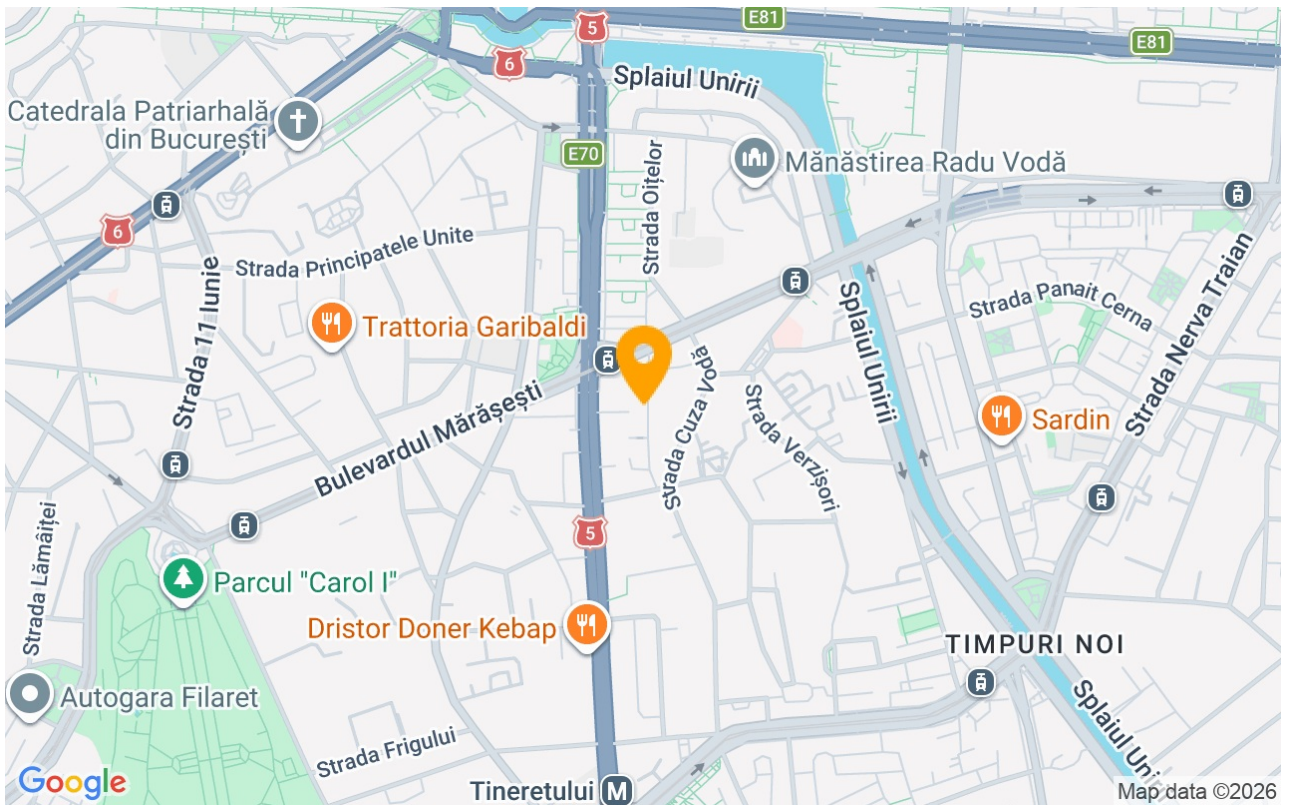 5
E81
E81
6
Splaiul Unirii
Catedrala Patriarhală
din București
E70
Mănăstirea Radu Vodă
Strada Oițelor
6
Strada Principatele Unite
Strada 11 Iunie
Trattoria Garibaldi
Strada Panait Cerna
Strada Nerva Traian
Splaiul Unirii
Bulevardul Mărășești
Strada Cuza Vodă
Strada Verzișori
Sardin
5
Strada Lămâiței
Parcul "Carol I"
Dristor Doner Kebap
TIMPURI NOI
Autogara Filaret
Strada Frigului
Splaiul Uniri
Tineretului M
Google
Map data ©2026